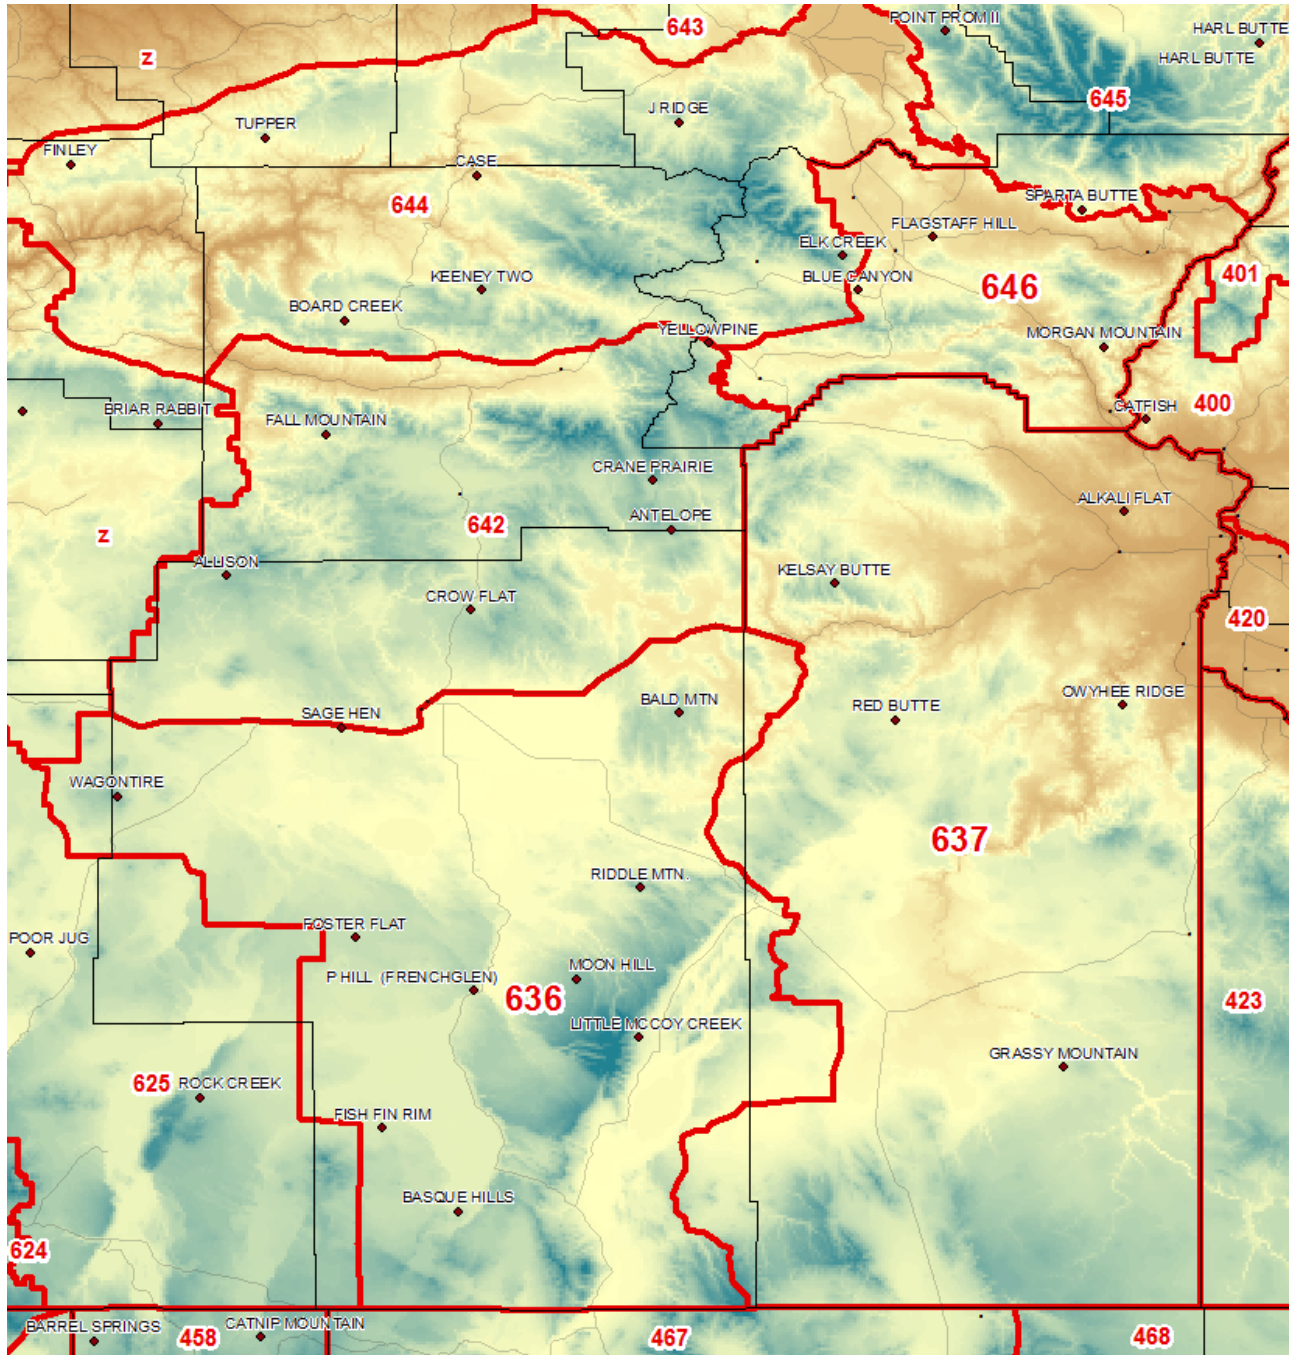 POINT PROM II
643
HARL BUTTE
HARL BUTTE
z
645
J RIDGE
TUPPER
FINLEY
CASE
SPARTA BUTTE
644
FLAGSTAFF HILL
ELK CREEK
401
KEENEY TWO
BLUE CANYON
646
BOARD CREEK
YELLOWPINE
MORGAN MOUNTAIN
400
CATFISH
BRIAR RABBIT
FALL MOUNTAIN
CRANE PRAIRIE
ALKALI FLAT
ANTELOPE
642
z
ALLISON
KELSAY BUTTE
CROW FLAT
420
OWYHEE RIDGE
BALD MTN
RED BUTTE
SAGE HEN
WAGONTIRE
637
RIDDLE MTN.
FOSTER FLAT
POOR JUG
MOON HILL
P HILL (FRENCHGLEN)
636
423
LITTLE MCCOY CREEK
GRASSY MOUNTAIN
625
ROCK CREEK
FISH FIN RIM
BASQUE HILLS
624
BARREL SPRINGS
CATNIP MOUNTAIN
458
467
468